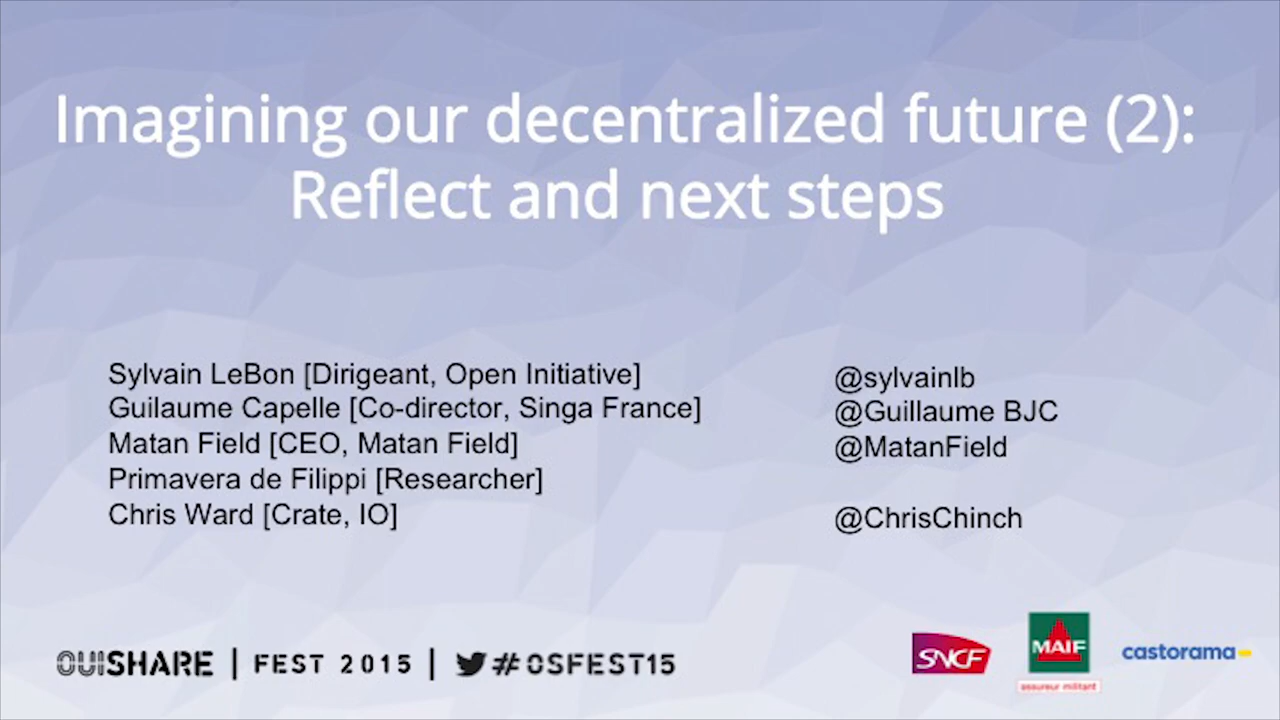 Imagining our decentralized future (2):
Reflect and next steps
Sylvain LeBon [Dirigeant, Open Initiative] @sylvainlb
Guilaume Capelle [Co-director, Singa France] @Guillaume BJC
Matan Field [CEO, Matan Field] @MatanField
Primavera de Filippi [Researcher]
Chris Ward [Crate, IO] @ChrisChinch
OUISHARE | FEST 2015 | #OSFEST15
SNCF
MAIF
assureur militant
castorama